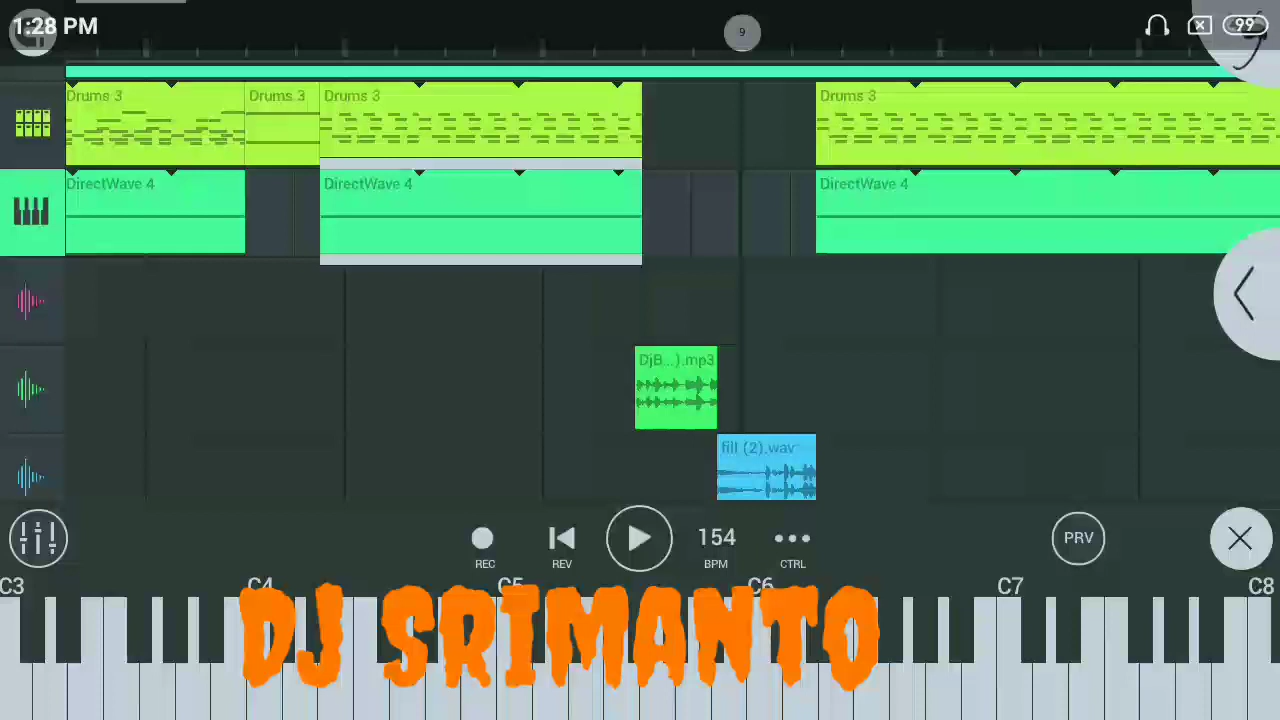 1:28 PM
99
9
Drums 3
Drums 3
Drums 3
Drums 3
DirectWave 4
DirectWave 4
DirectWave 4
DjB...).mp3
fill (2).wav
154
PRV
REC
REV
BPM
CTRL
C3
C4
C5
C6
C7
C8
DJ SRIMANTO